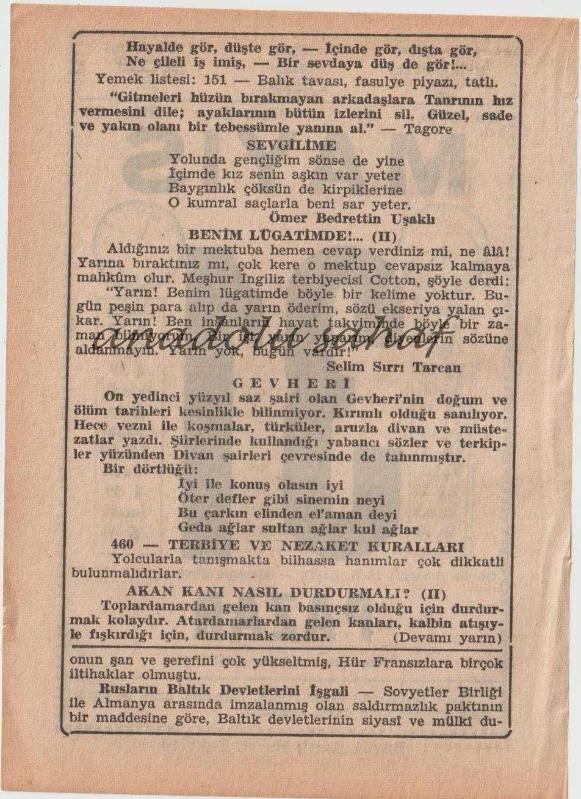 Hayalde gör, düşte gör, — İçinde gör, dışta gör,
Ne çileli iş imiş, — Bir sevdaya düş de gör!...
Yemek listesi: 151 — Balık tavası, fasulye piyazı, tatlı.
"Gitmeleri hüzün bırakmayan arkadaşlara Tanrının hız
vermesini dile; ayaklarının bütün izlerini sil. Güzel, sade
ve yakın olanı bir tebessümle yanına al." — Tagore
SEVGİLİME
Yolunda gençliğim sönse de yine
İçimde kız senin aşkın var yeter
Baygınlık çöksün de kirpiklerine
O kumral saçlarla beni sar yeter.
Ömer Bedrettin Uşaklı
BENİM LÜGATİMDE!... (II)
Aldığınız bir mektuba hemen cevap verdiniz mi, ne âlâ!
Yarına bıraktınız mı, çok kere o mektup cevapsız kalmaya
mahkûm olur. Meşhur Ingiliz terbiyecisi Cotton, şöyle derdi:
"Yarın! Benim lügatimde böyle bir kelime yoktur. Bu-
gün peşin para alıp da yarın öderim, sözü ekseriya yalan çı-
kar. Yarın! Ben insanların hayat takviminde böyle bir za-
man yarın diyenlerin sözüne
aldanmayın. Yarın yok, bugün vardır!"
anadolu sahaf
Selim Sırrı Tarcan
GEVHERİ
On yedinci yüzyıl saz şairi olan Gevheri'nin doğum ve
ölüm tarihleri kesinlikle bilinmiyor. Kırımlı olduğu sanılıyor.
Hece vezni ile koşmalar, türküler, aruzla divan ve müste-
zatlar yazdı. Şiirlerinde kullandığı yabancı sözler ve terkip-
ler yüzünden Divan şairleri çevresinde de tanınmıştır.
Bir dörtlüğü:
İyi ile konuş olasın iyi
Öter defler gibi sinemin neyi
Bu çarkın elinden el'aman deyi
Geda ağlar sultan ağlar kul ağlar
460 — TERBİYE VE NEZAKET KURALLARI
Yolcularla tanışmakta bilhassa hanımlar çok dikkatli
bulunmalıdırlar.
AKAN KANI NASIL DURDURMALI? (II)
Toplardamardan gelen kan basınçsız olduğu için durdur-
mak kolaydır. Atardamarlardan gelen kanları, kalbin atışiy-
le fışkırdığı için, durdurmak zordur. (Devamı yarın)
onun şan ve şerefini çok yükseltmiş, Hür Fransızlara birçok
iltihaklar olmuştu.
Rusların Baltık Devletlerini İşgali — Sovyetler Birliği
ile Almanya arasında imzalanmış olan saldırmazlık paktının
bir maddesine göre, Baltık devletlerinin siyasî ve mülkî du-